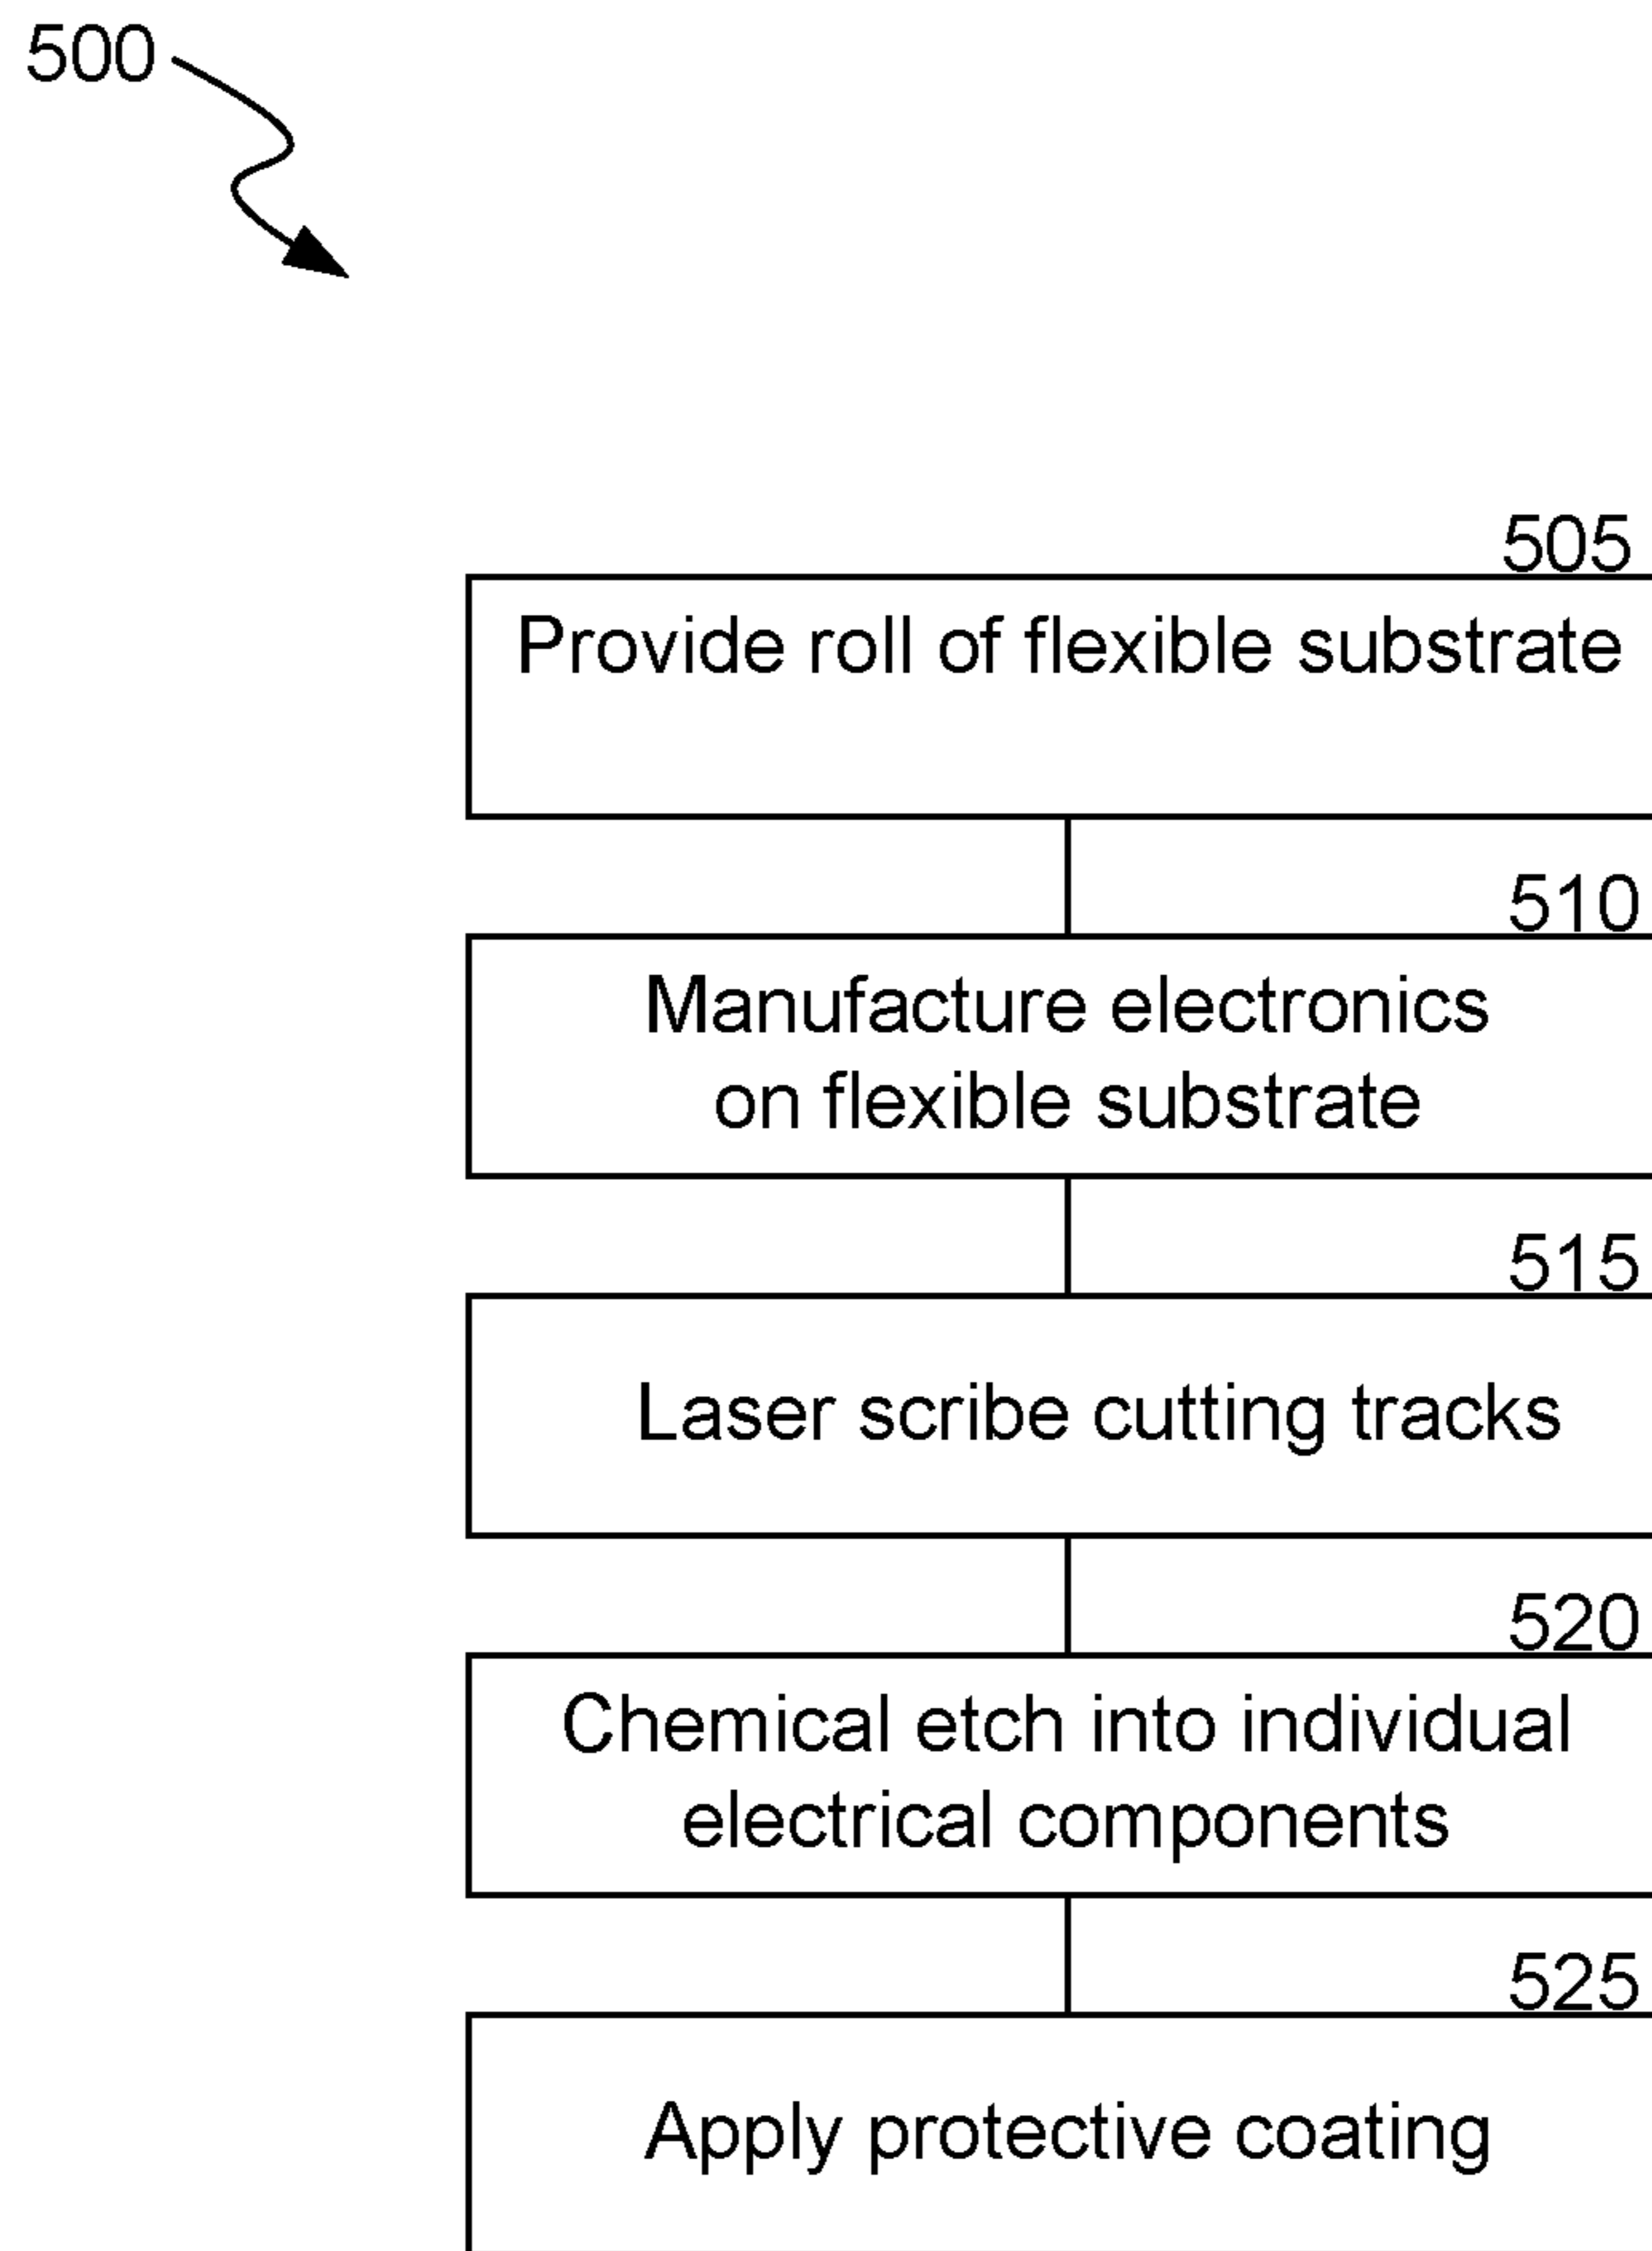 500
505
Provide roll of flexible substrate
510
Manufacture electronics
on flexible substrate
515
Laser scribe cutting tracks
520
Chemical etch into individual
electrical components
525
Apply protective coating